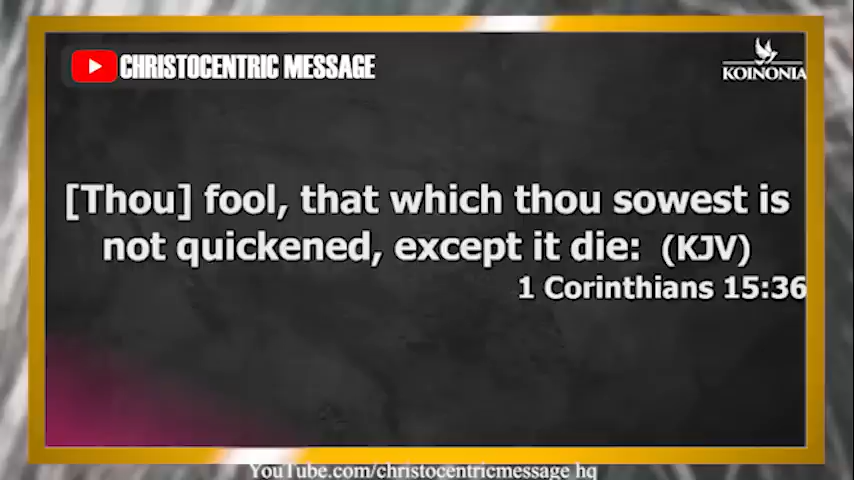 CHRISTOCENTRIC MESSAGE
KOINONIA
[Thou] fool, that which thou sowest is
not quickened, except it die: (KJV)
1 Corinthians 15:36
YouTube.com/christocentricmessage hq